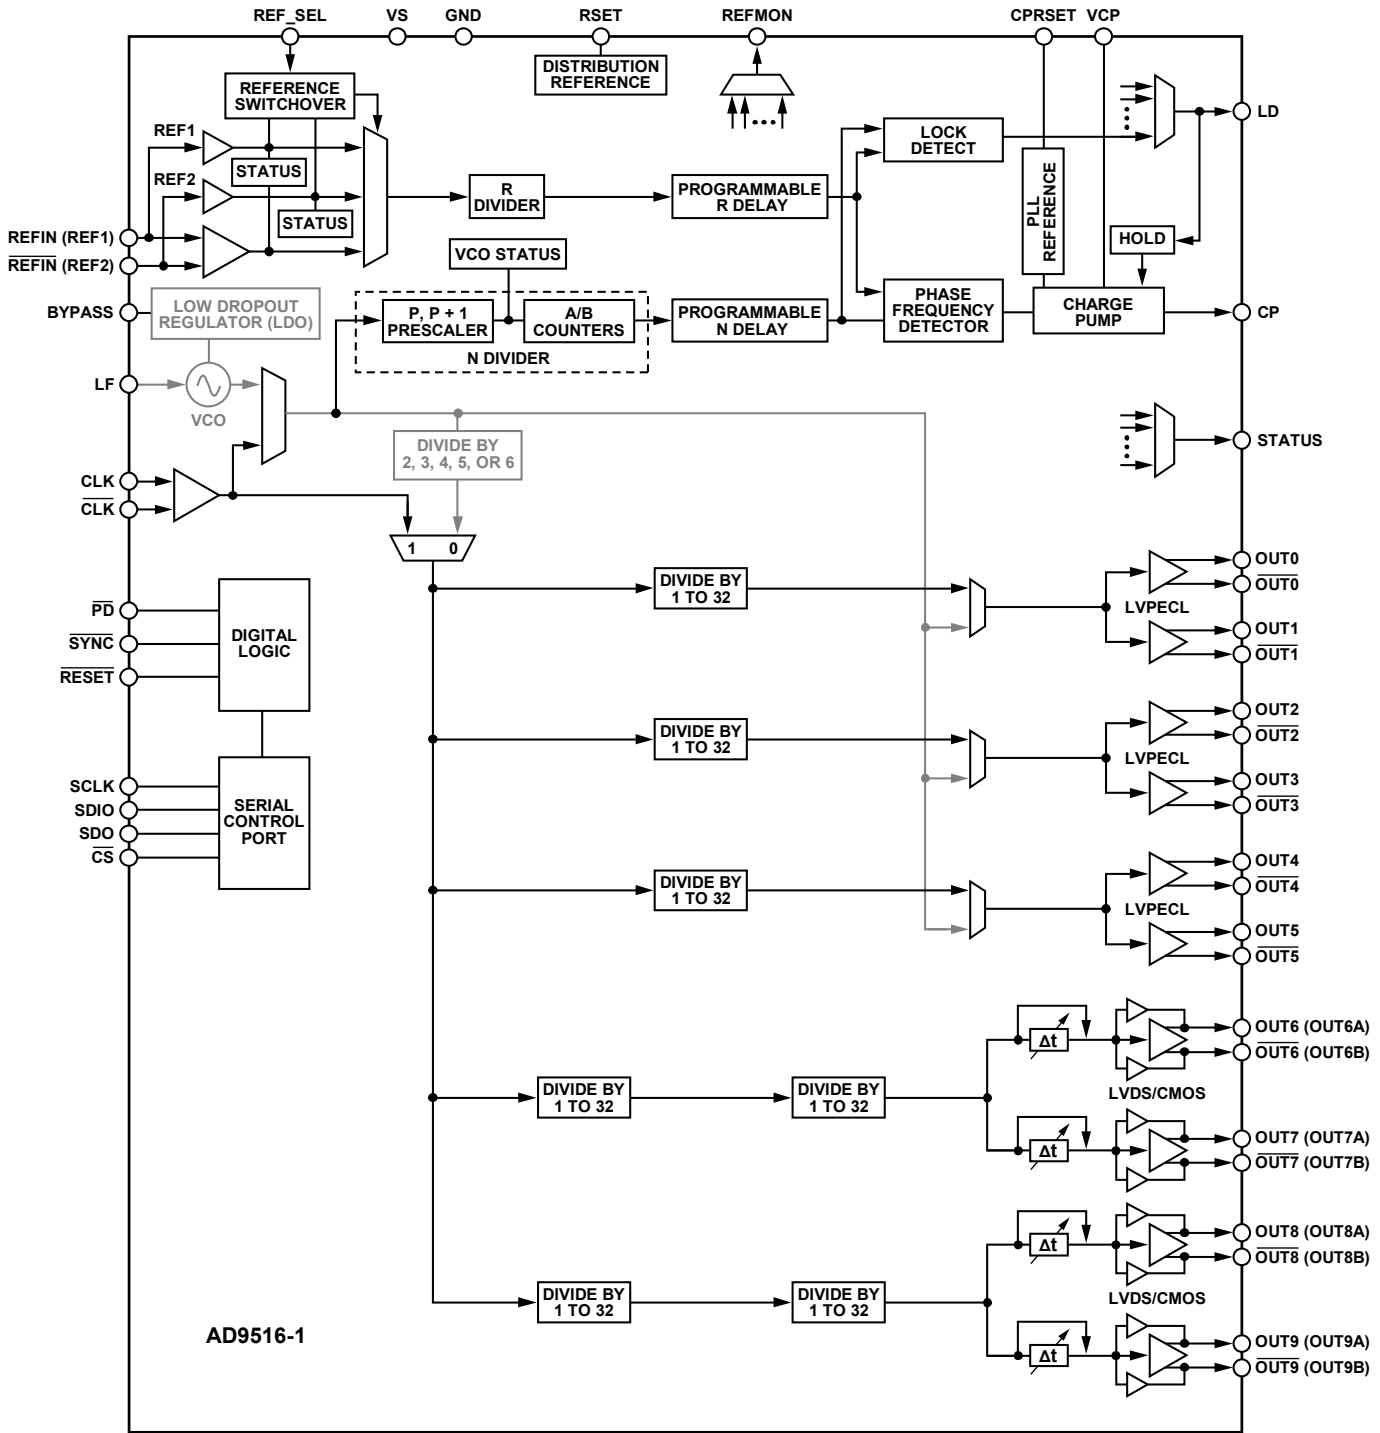 REF_SEL VS GND RSET REFMON CPRSET VCP
DISTRIBUTION
REFERENCE
REFERENCE
SWITCHOVER
REF1
STATUS
REF2
STATUS
REFIN (REF1)
REFIN (REF2)
BYPASS
LOW DROPOUT
REGULATOR (LDO)
LF
VCO
R
DIVIDER
PROGRAMMABLE
R DELAY
LOCK
DETECT
PLL
REFERENCE
LD
HOLD
VCO STATUS
P, P + 1
PRESCALER
A/B
COUNTERS
N DIVIDER
PROGRAMMABLE
N DELAY
PHASE
FREQUENCY
DETECTOR
CHARGE
PUMP
CP
STATUS
DIVIDE BY
2, 3, 4, 5, OR 6
CLK
CLK
1 0
PD
SYNC
RESET
DIGITAL
LOGIC
SCLK
SDIO
SDO
CS
SERIAL
CONTROL
PORT
DIVIDE BY
1 TO 32
LVPECL
OUT0
OUT0
OUT1
OUT1
DIVIDE BY
1 TO 32
LVPECL
OUT2
OUT2
OUT3
OUT3
DIVIDE BY
1 TO 32
LVPECL
OUT4
OUT4
OUT5
OUT5
DIVIDE BY
1 TO 32
DIVIDE BY
1 TO 32
Δt
Δt
LVDS/CMOS
OUT6 (OUT6A)
OUT6 (OUT6B)
OUT7 (OUT7A)
OUT7 (OUT7B)
DIVIDE BY
1 TO 32
DIVIDE BY
1 TO 32
Δt
Δt
LVDS/CMOS
OUT8 (OUT8A)
OUT8 (OUT8B)
OUT9 (OUT9A)
OUT9 (OUT9B)
AD9516-1